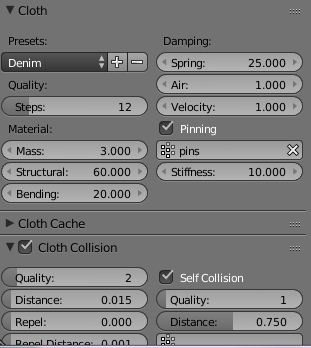 Cloth
Presets:
Denim
Quality:
Steps: 12
Material:
Mass: 3.000
Structural: 60.000
Bending: 20.000
Damping:
Spring: 25.000
Air: 1.000
Velocity: 1.000
Pinning
pins
Stiffness: 10.000
Cloth Cache
Cloth Collision
Quality: 2
Distance: 0.015
Repel: 0.000
Repel Distance: 0.001
Self Collision
Quality: 1
Distance: 0.750